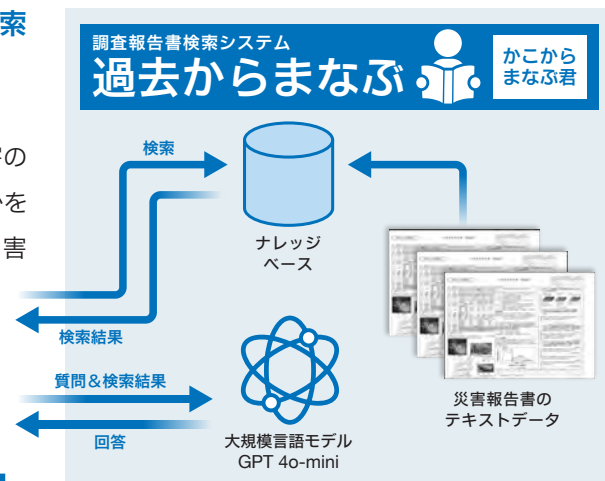 索
調査報告書検索システム
過去からまなぶ
かこから
まなぶ君
検索
の
を
害
ナレッジ
ベース
検索結果
質問&検索結果
回答
大規模言語モデル
GPT 4o-mini
災害報告書の
テキストデータ